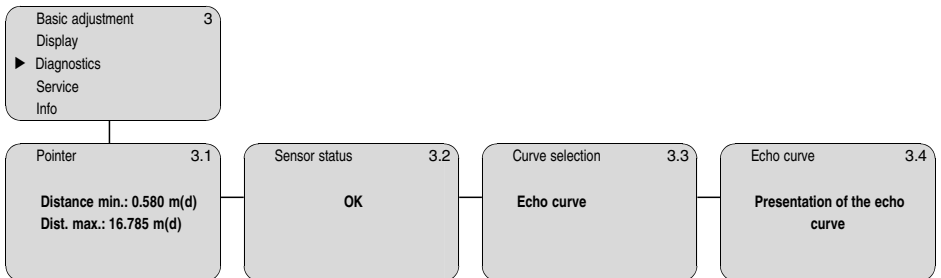 Basic adjustment 3
Display
▶ Diagnostics
Service
Info
Pointer 3.1
Distance min.: 0.580 m(d)
Dist. max.: 16.785 m(d)
Sensor status 3.2
OK
Curve selection 3.3
Echo curve
Echo curve 3.4
Presentation of the echo
curve